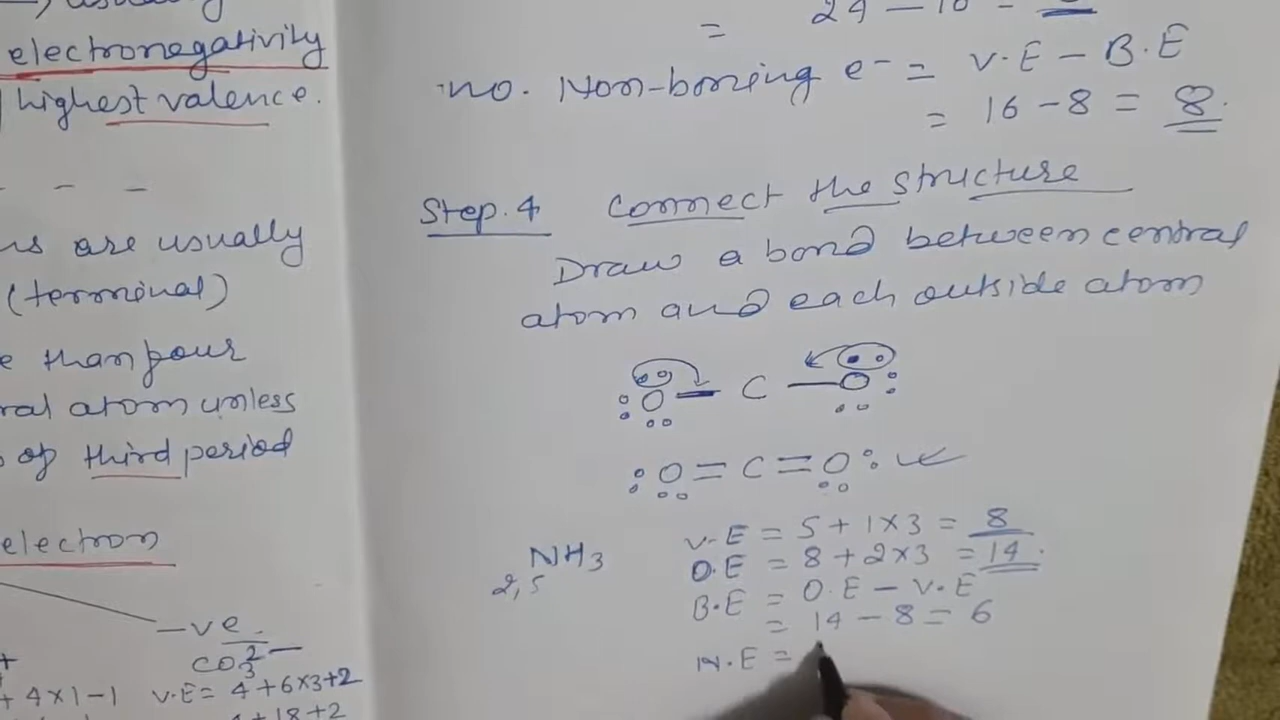 electronegativity
highest valence.
- - -
are usually
(terminal)
than four
atom unless
of third period
electron
-ve
CO3^2-
+
+ 4×1-1 V.E = 4+6×3+2
+18+2
=
no. Non-bonding e- = V.E - B.E
= 16 - 8 = 8.
Step.4 Connect the structure
Draw a bond between central
atom and each outside atom
O - C - O
:O = C = O:
NH3
2,5
V.E = 5 + 1×3 = 8
O.E = 8 + 2×3 = 14.
B.E = O.E - V.E
= 14 - 8 = 6
N.E =